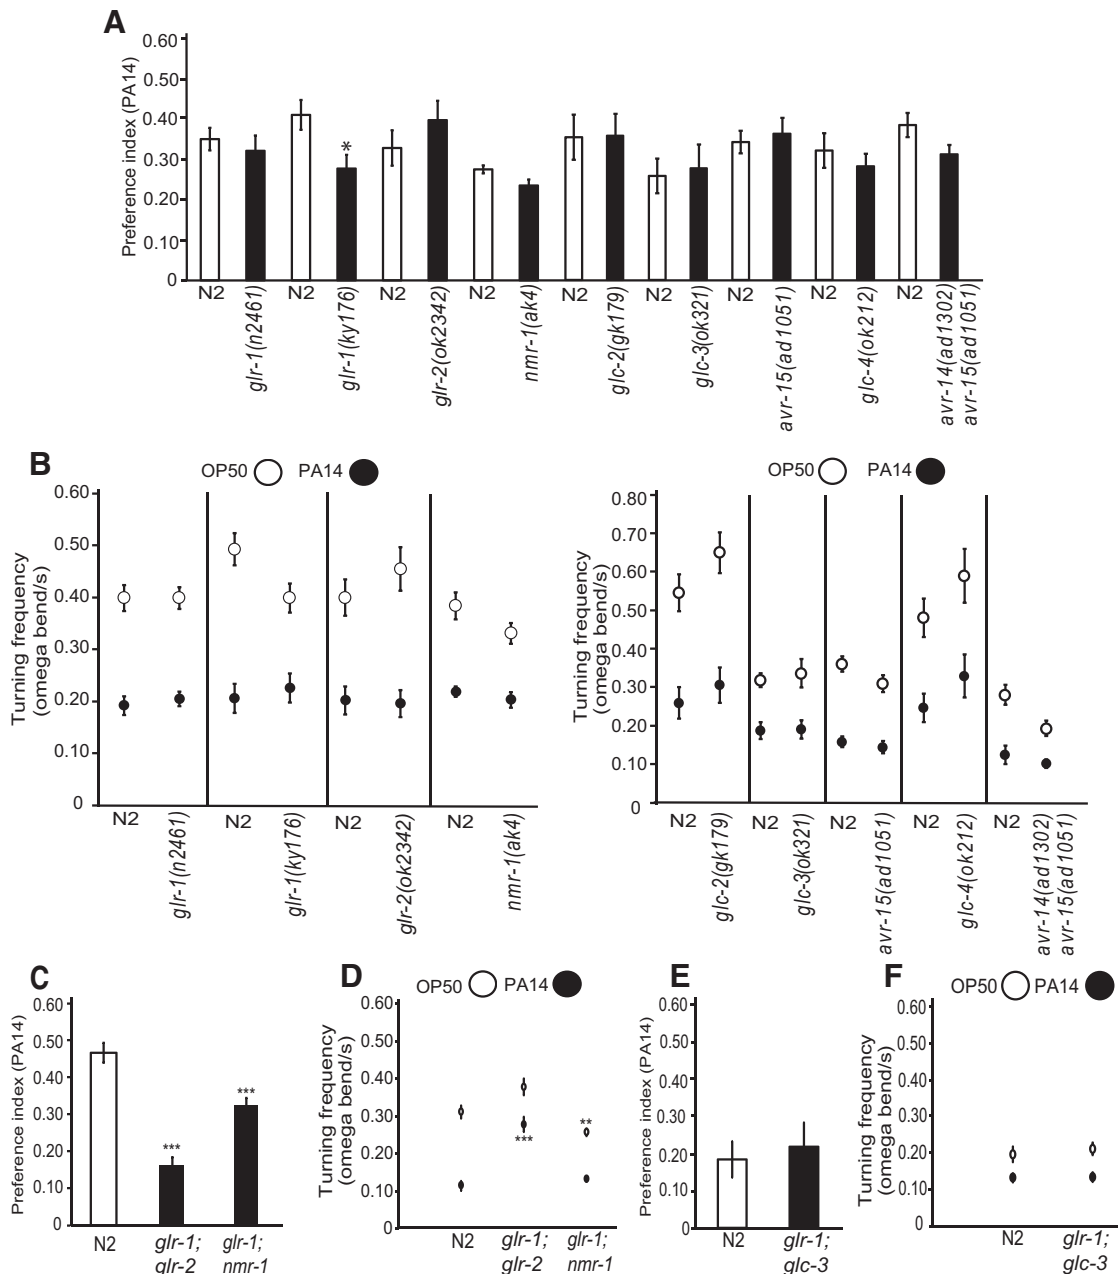 A
Preference index (PA14)
0.60
0.50
0.40
0.30
0.20
0.10
0
*
N2
glr-1(n2461)
N2
glr-1(ky176)
N2
glr-2(ok2342)
N2
nmr-1(ak4)
N2
glc-2(gk179)
N2
glc-3(ok321)
N2
avr-15(ad1051)
N2
glc-4(ok212)
N2
avr-14(ad1302)
avr-15(ad1051)
B
OP50 PA14
Turning frequency
(omega bend/s)
0.60
0.50
0.40
0.30
0.20
0.10
0
N2
glr-1(n2461)
N2
glr-1(ky176)
N2
glr-2(ok2342)
N2
nmr-1(ak4)
OP50 PA14
Turning frequency
(omega bend/s)
0.80
0.70
0.60
0.50
0.40
0.30
0.20
0.10
0
N2
glc-2(gk179)
N2
glc-3(ok321)
N2
avr-15(ad1051)
N2
glc-4(ok212)
N2
avr-14(ad1302)
avr-15(ad1051)
C
Preference index (PA14)
0.60
0.50
0.40
0.30
0.20
0.10
0
***
***
N2
glr-1;
glr-2
glr-1;
nmr-1
D
OP50 PA14
Turning frequency
(omega bend/s)
0.60
0.50
0.40
0.30
0.20
0.10
0
***
**
N2
glr-1;
glr-2
glr-1;
nmr-1
E
Preference index (PA14)
0.60
0.50
0.40
0.30
0.20
0.10
0
N2
glr-1;
glc-3
F
OP50 PA14
Turning frequency
(omega bend/s)
0.60
0.50
0.40
0.30
0.20
0.10
0
N2
glr-1;
glc-3